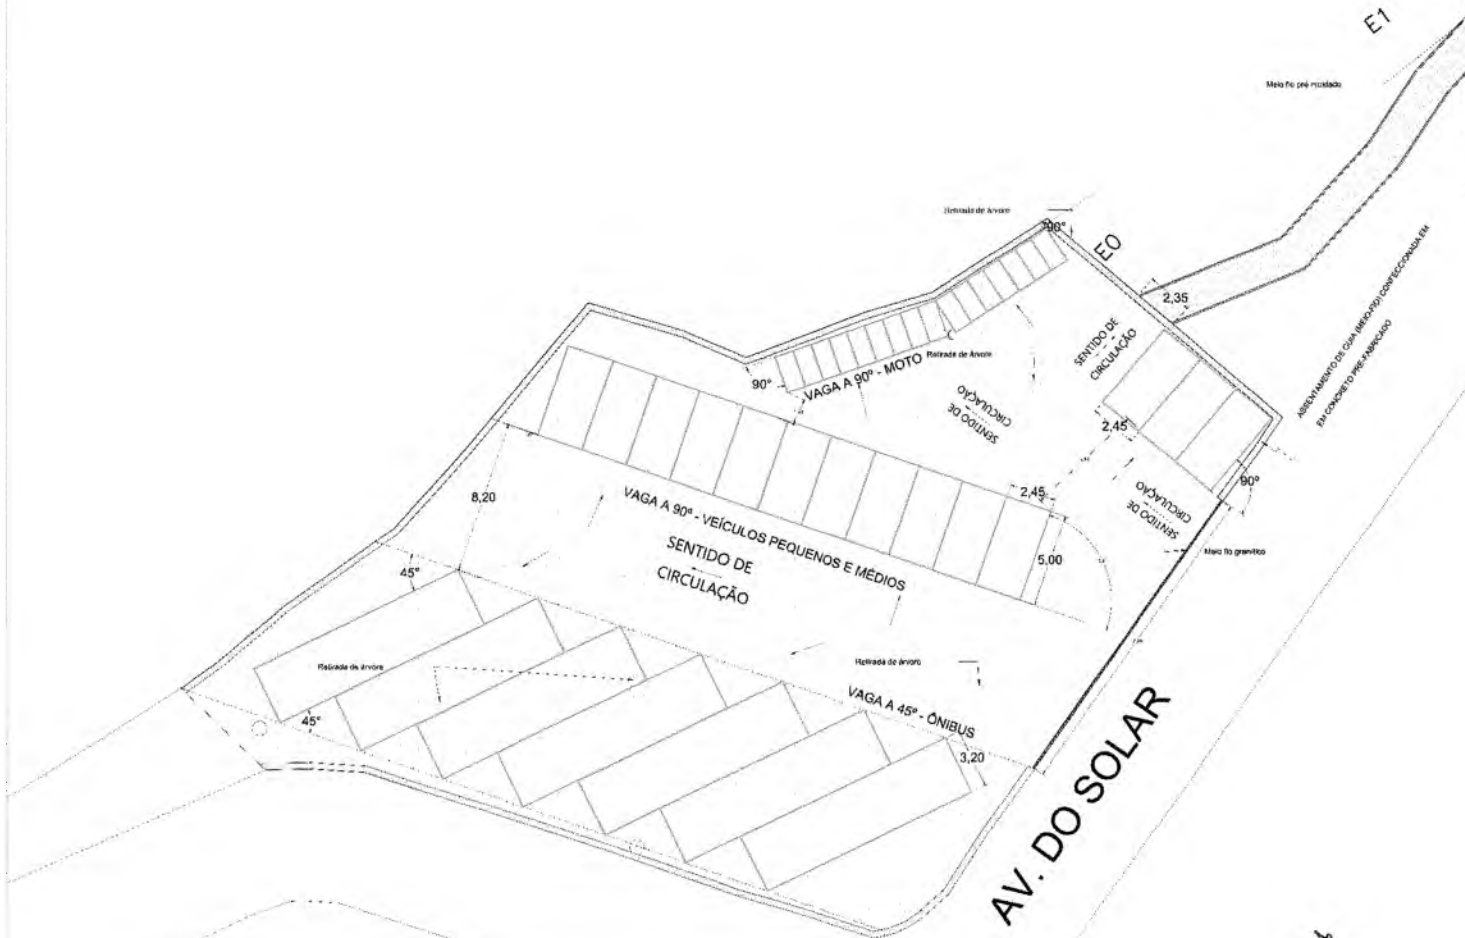 E1
Meio fio pré moldado
Retirada de árvore
90°
E0
2,35
SENTIDO DE
CIRCULAÇÃO
ASSENTAMENTO DE GUIA (MEIO-FIO) CONFECCIONADA EM
EM CONCRETO PRÉ-FABRICADO
Retirada de árvore
90°
VAGA A 90º - MOTO
SENTIDO DE
CIRCULAÇÃO
2,45
90º
8,20
2,45
SENTIDO DE
CIRCULAÇÃO
VAGA A 90º - VEÍCULOS PEQUENOS E MÉDIOS
5,00
Meio fio granítico
SENTIDO DE
CIRCULAÇÃO
45°
Retirada de árvore
Retirada de árvore
VAGA A 45º - ÔNIBUS
45°
3,20
AV. DO SOLAR